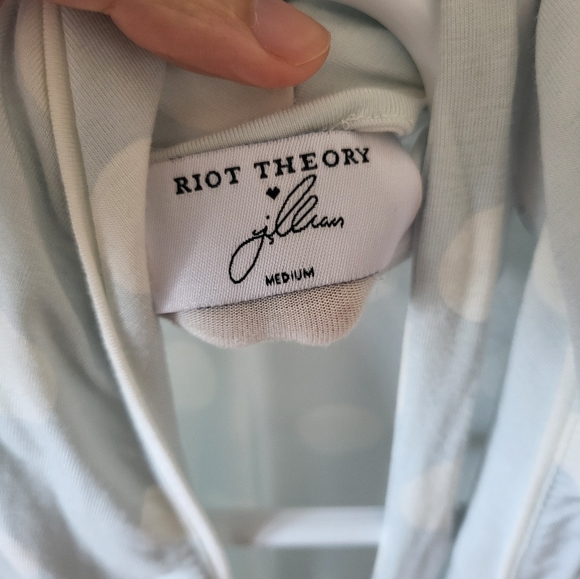 RIOT THEORY
♥
jillian
MEDIUM